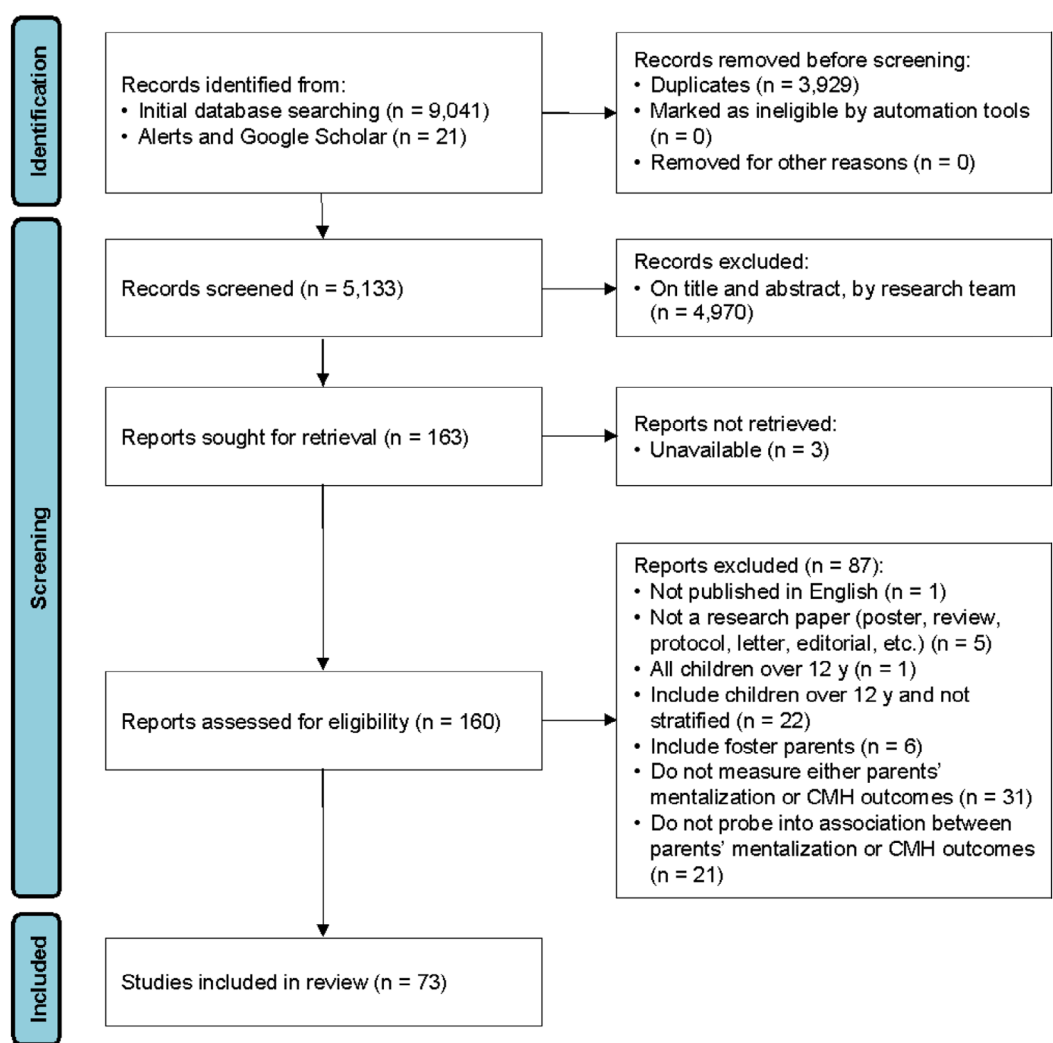 Identification
Records identified from:
• Initial database searching (n = 9,041)
• Alerts and Google Scholar (n = 21)
Records removed before screening:
• Duplicates (n = 3,929)
• Marked as ineligible by automation tools
(n = 0)
• Removed for other reasons (n = 0)
Screening
Records screened (n = 5,133)
Records excluded:
• On title and abstract, by research team
(n = 4,970)
Reports sought for retrieval (n = 163)
Reports not retrieved:
• Unavailable (n = 3)
Reports assessed for eligibility (n = 160)
Reports excluded (n = 87):
• Not published in English (n = 1)
• Not a research paper (poster, review,
protocol, letter, editorial, etc.) (n = 5)
• All children over 12 y (n = 1)
• Include children over 12 y and not
stratified (n = 22)
• Include foster parents (n = 6)
• Do not measure either parents'
mentalization or CMH outcomes (n = 31)
• Do not probe into association between
parents' mentalization or CMH outcomes
(n = 21)
Included
Studies included in review (n = 73)